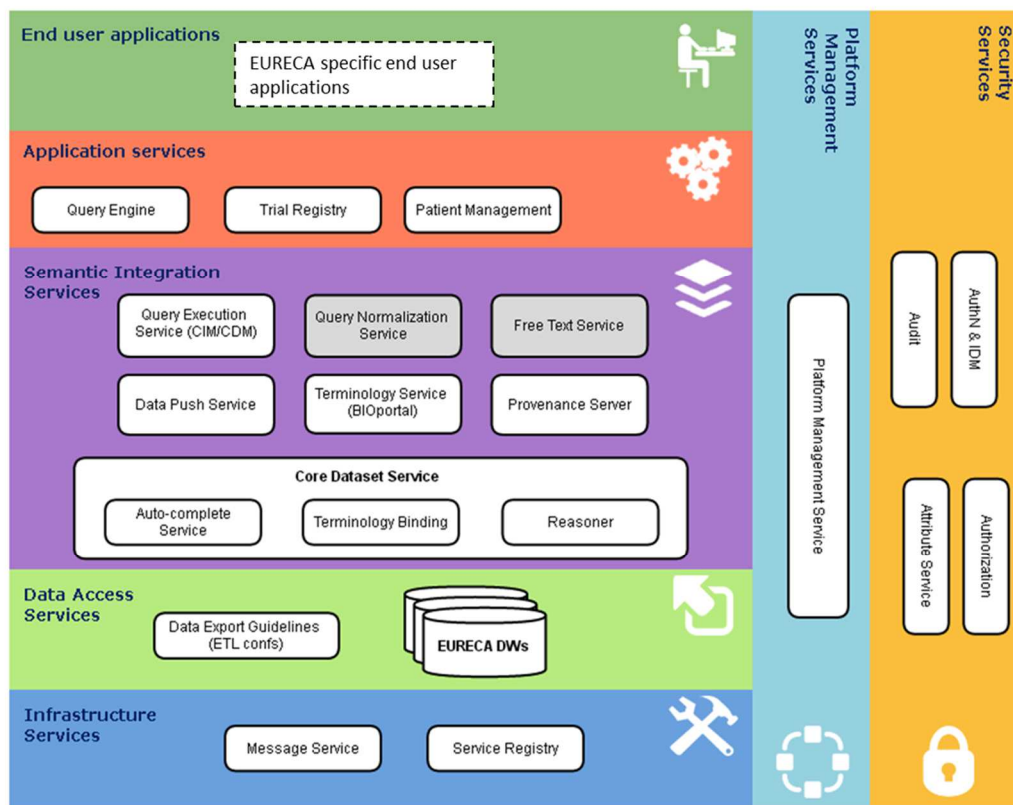 End user applications
EURECA specific end user
applications
Application services
Query Engine
Trial Registry
Patient Management
Semantic Integration
Services
Query Execution
Service (CIM/CDM)
Query Normalization
Service
Free Text Service
Data Push Service
Terminology Service
(BIOportal)
Provenance Server
Core Dataset Service
Auto-complete
Service
Terminology Binding
Reasoner
Data Access
Services
Data Export Guidelines
(ETL confs)
EURECA DWs
Infrastructure
Services
Message Service
Service Registry
Platform
Management
Services
Platform Management Service
Security
Services
Audit
AuthN & IDM
Attribute Service
Authorization